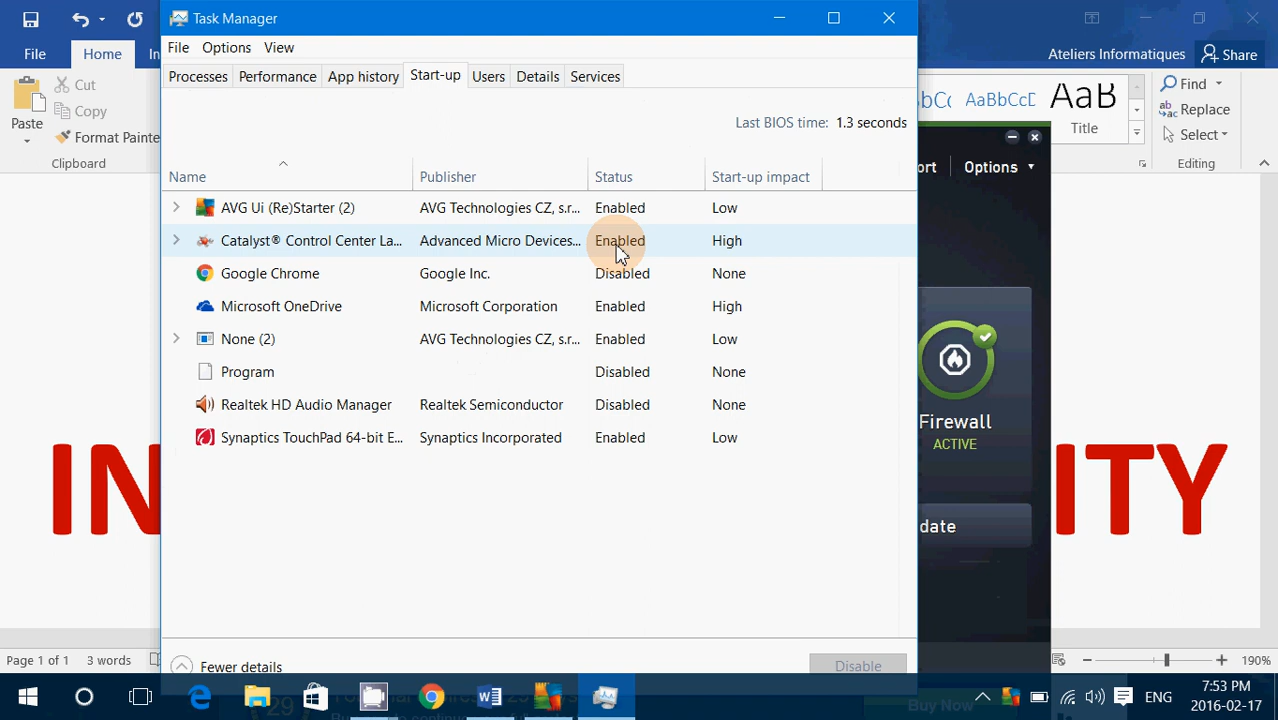 Task Manager
File Home In
Ateliers Informatiques Share
File Options View
Processes Performance App history Start-up Users Details Services
Cut
Copy
Format Painte
Paste
Clipboard
AaBbCcD AaB
Title
Find
Replace
Select
Editing
Last BIOS time: 1.3 seconds
ort Options
Name Publisher Status Start-up impact
AVG Ui (Re)Starter (2) AVG Technologies CZ, s.r... Enabled Low
Catalyst® Control Center La... Advanced Micro Devices... Enabled High
Google Chrome Google Inc. Disabled None
Microsoft OneDrive Microsoft Corporation Enabled High
None (2) AVG Technologies CZ, s.r... Enabled Low
Program Disabled None
Realtek HD Audio Manager Realtek Semiconductor Disabled None
Synaptics TouchPad 64-bit E... Synaptics Incorporated Enabled Low
Firewall
ACTIVE
IN ITY
date
Fewer details Disable
Page 1 of 1 3 words 190%
Buy Now
ENG
7:53 PM
2016-02-17